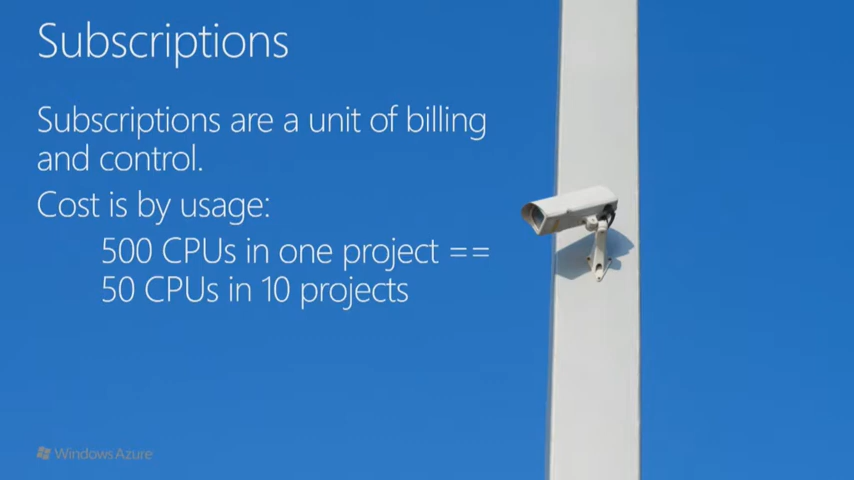 Subscriptions
Subscriptions are a unit of billing
and control.
Cost is by usage:
500 CPUs in one project ==
50 CPUs in 10 projects
Windows Azure